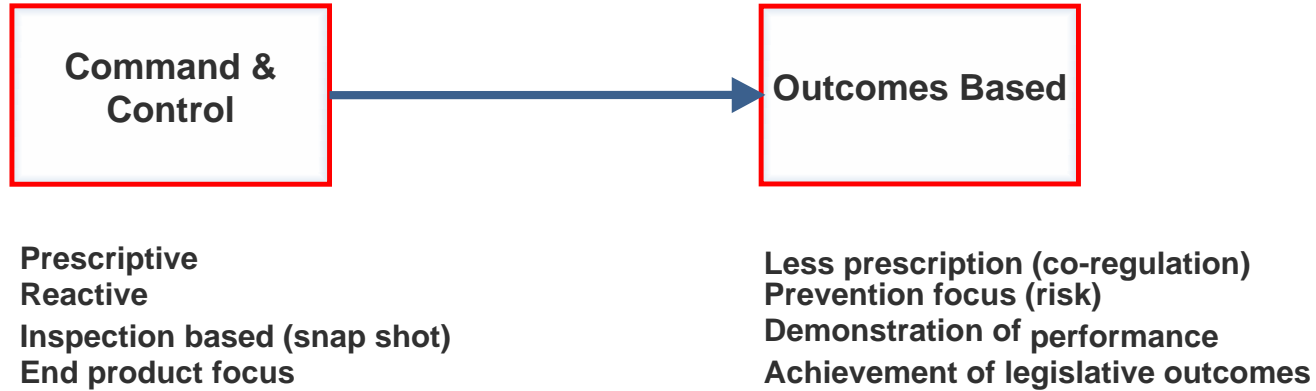 Command &
Control
Outcomes Based
Prescriptive
Reactive
Inspection based (snap shot)
End product focus
Less prescription (co-regulation)
Prevention focus (risk)
Demonstration of performance
Achievement of legislative outcomes